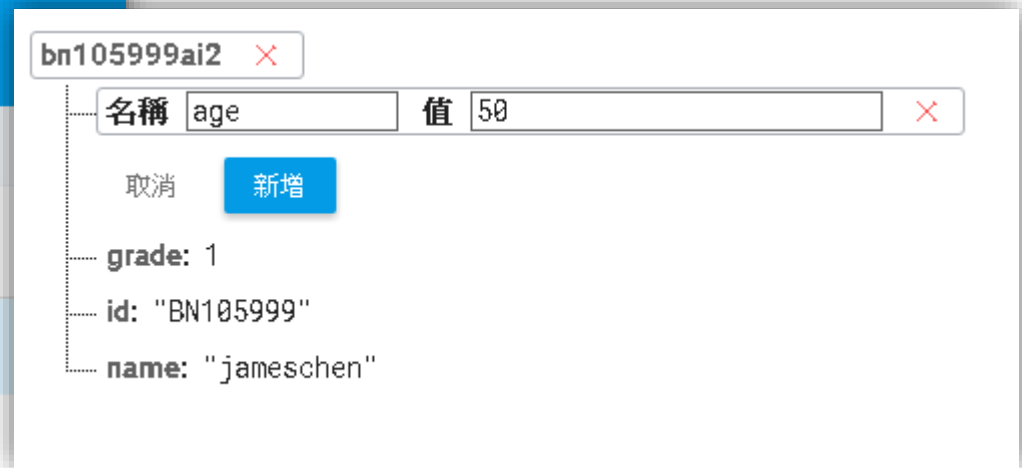 bn105999ai2
名稱 age 值 50
取消 新增
grade: 1
id: "BN105999"
name: "jameschen"